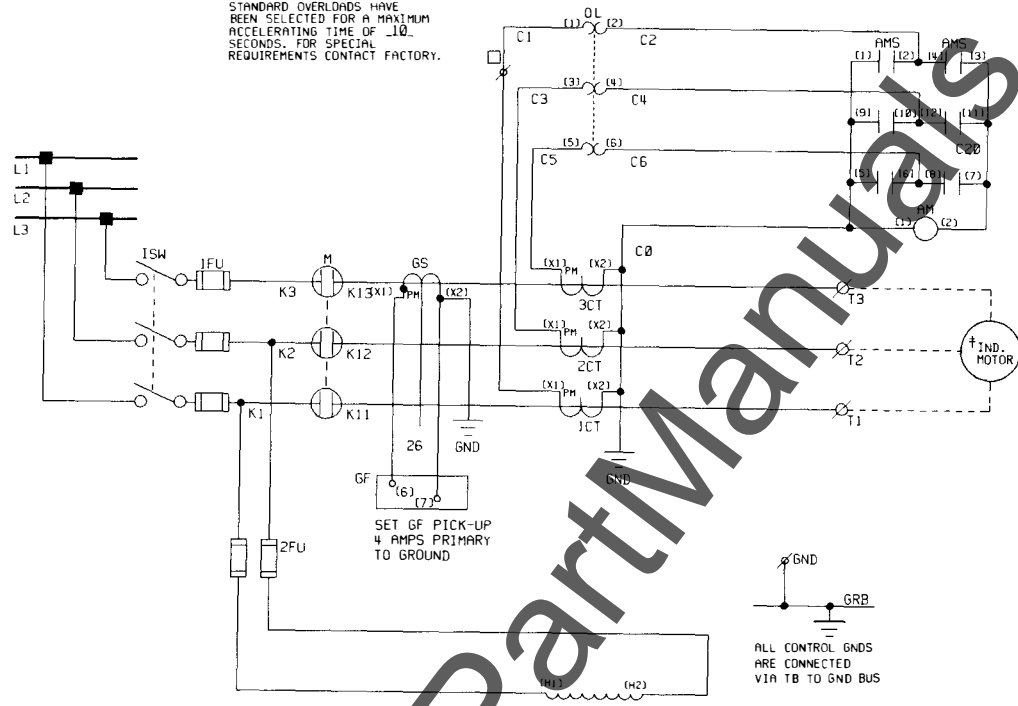 STANDARD OVERLOADS HAVE
BEEN SELECTED FOR A MAXIMUM
ACCELERATING TIME OF _10_
SECONDS. FOR SPECIAL
REQUIREMENTS CONTACT FACTORY.
OL
(1) (2)
C1 C2
AMS AMS
(1) (2) (4) (3)
(3) (4)
C3 C4
(9) (10) (12) (11)
C20
(5) (6)
C5 C6
(5) (6) (8) (7)
AM
(1) (2)
C0
L1
L2
L3
ISW 1FU M GS
K3 K13 (X1) PM (X2)
(X1) PM (X2)
3CT
T3
K2 K12
(X1) PM (X2)
2CT
T2
‡IND.
MOTOR
K1 K11
(X1) PM (X2)
1CT
T1
26 GND
GND
GF (6) (7)
SET GF PICK-UP
4 AMPS PRIMARY
TO GROUND
2FU
GND
GRB
ALL CONTROL GNDS
ARE CONNECTED
VIA TB TO GND BUS
(H1) (H2)
PartManuals